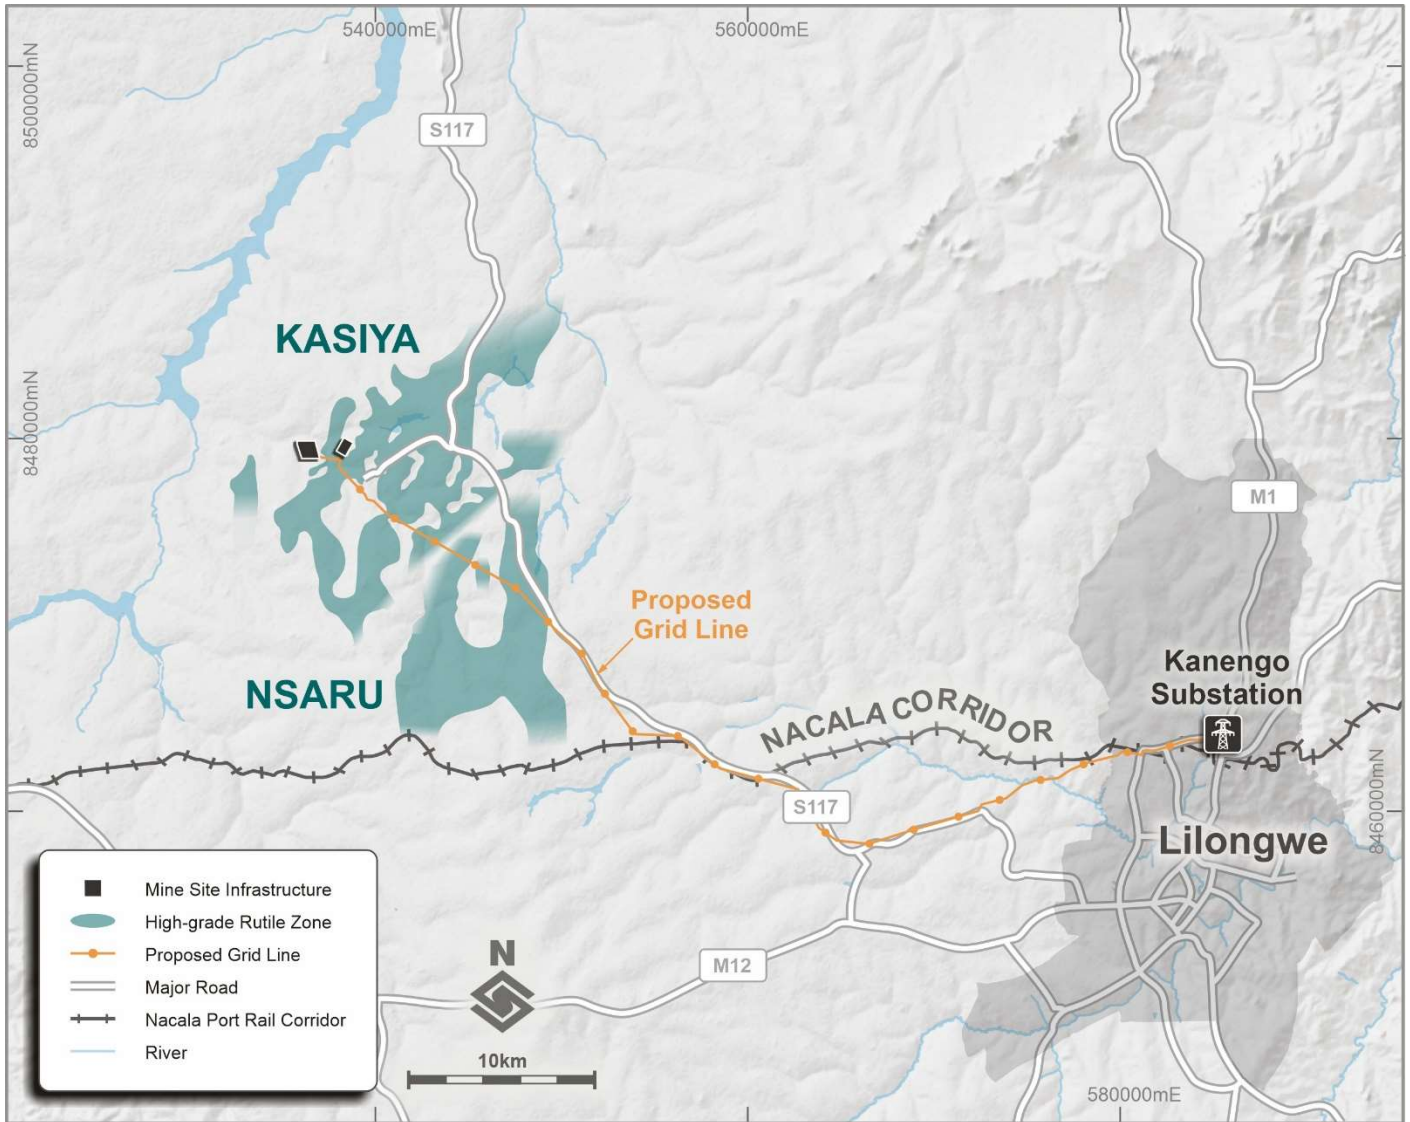 540000mE
560000mE
8500000mN
S117
KASIYA
8480000mN
M1
Proposed
Grid Line
Kanengo
Substation
NSARU
NACALA CORRIDOR
S117
8460000mN
Lilongwe
Mine Site Infrastructure
High-grade Rutile Zone
Proposed Grid Line
Major Road
Nacala Port Rail Corridor
River
N
M12
10km
580000mE